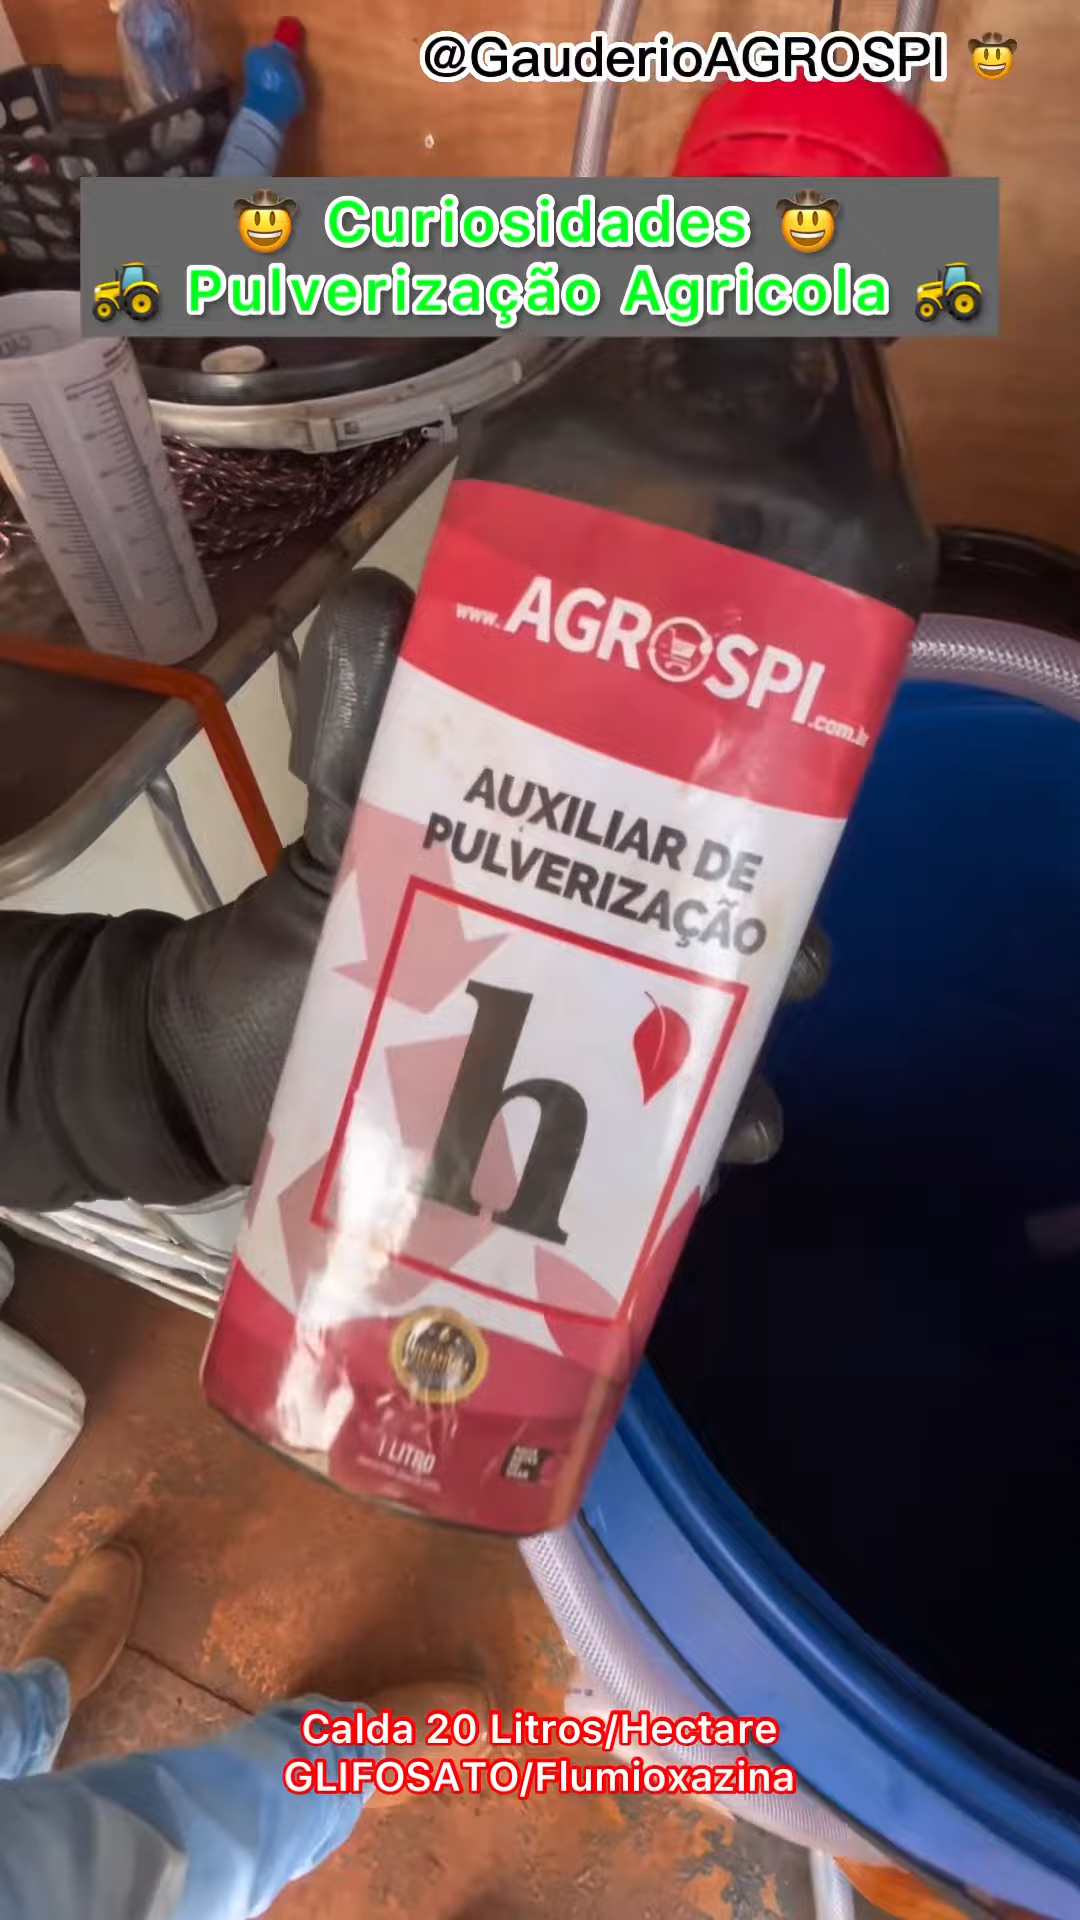 @GauderioAGROSPI 🤠
🤠 Curiosidades 🤠
🚜 Pulverização Agricola 🚜
www.AGROSPI.com.br
AUXILIAR DE
PULVERIZAÇÃO
h
1 LITRO
Calda 20 Litros/Hectare
GLIFOSATO/Flumioxazina